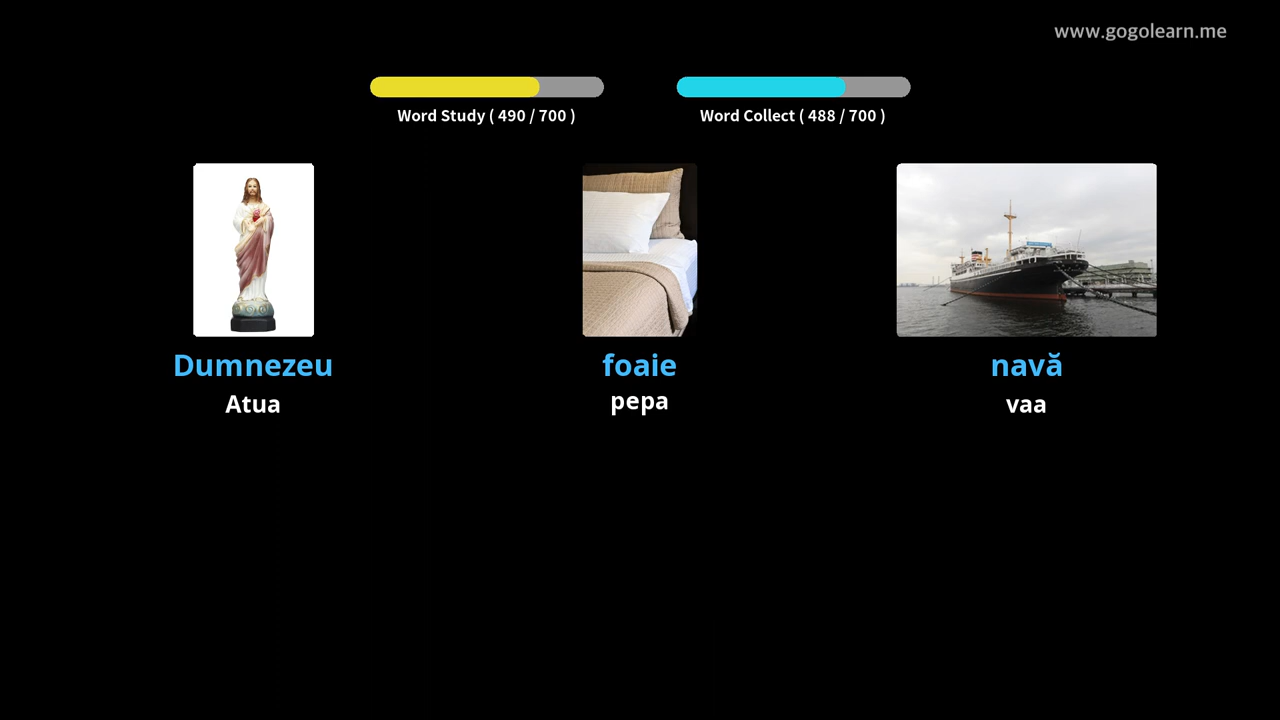 www.gogolearn.me
Word Study ( 490 / 700 )
Word Collect ( 488 / 700 )
Dumnezeu
Atua
foaie
pepa
navă
vaa